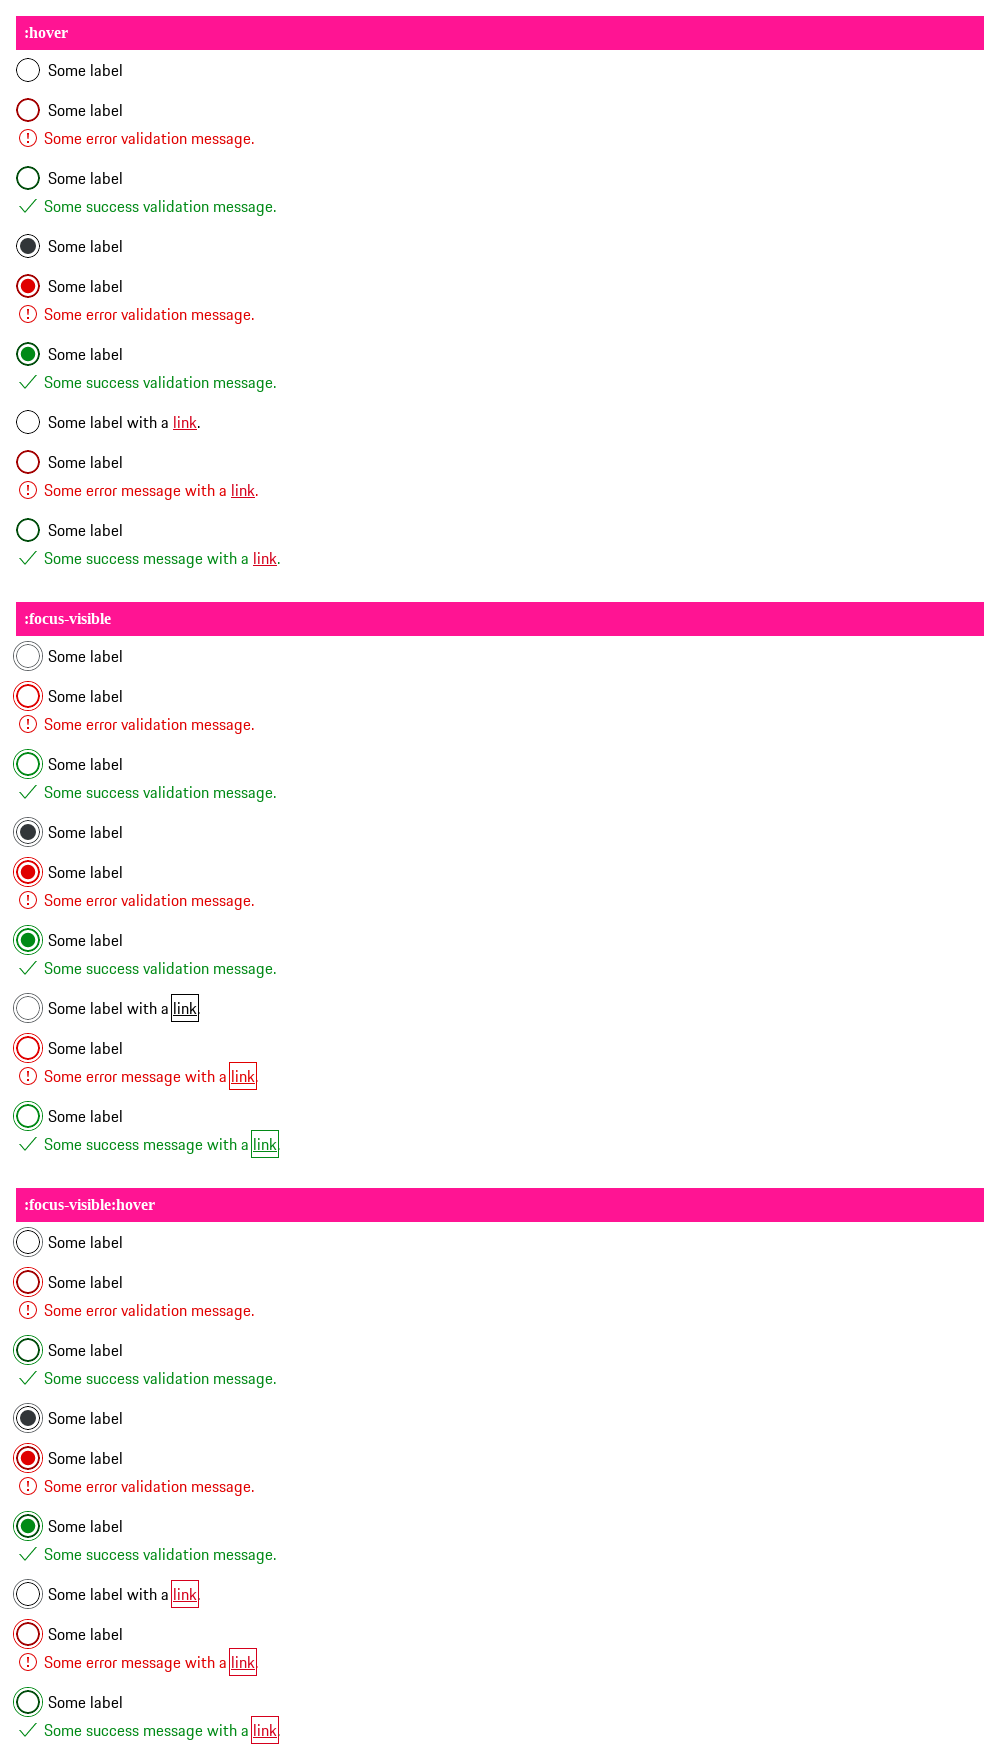 :hover
Some label
Some label
Some error validation message.
Some label
Some success validation message.
Some label
Some label
Some error validation message.
Some label
Some success validation message.
Some label with a link.
Some label
Some error message with a link.
Some label
Some success message with a link.
:focus-visible
Some label
Some label
Some error validation message.
Some label
Some success validation message.
Some label
Some label
Some error validation message.
Some label
Some success validation message.
Some label with a link.
Some label
Some error message with a link.
Some label
Some success message with a link.
:focus-visible:hover
Some label
Some label
Some error validation message.
Some label
Some success validation message.
Some label
Some label
Some error validation message.
Some label
Some success validation message.
Some label with a link.
Some label
Some error message with a link.
Some label
Some success message with a link.